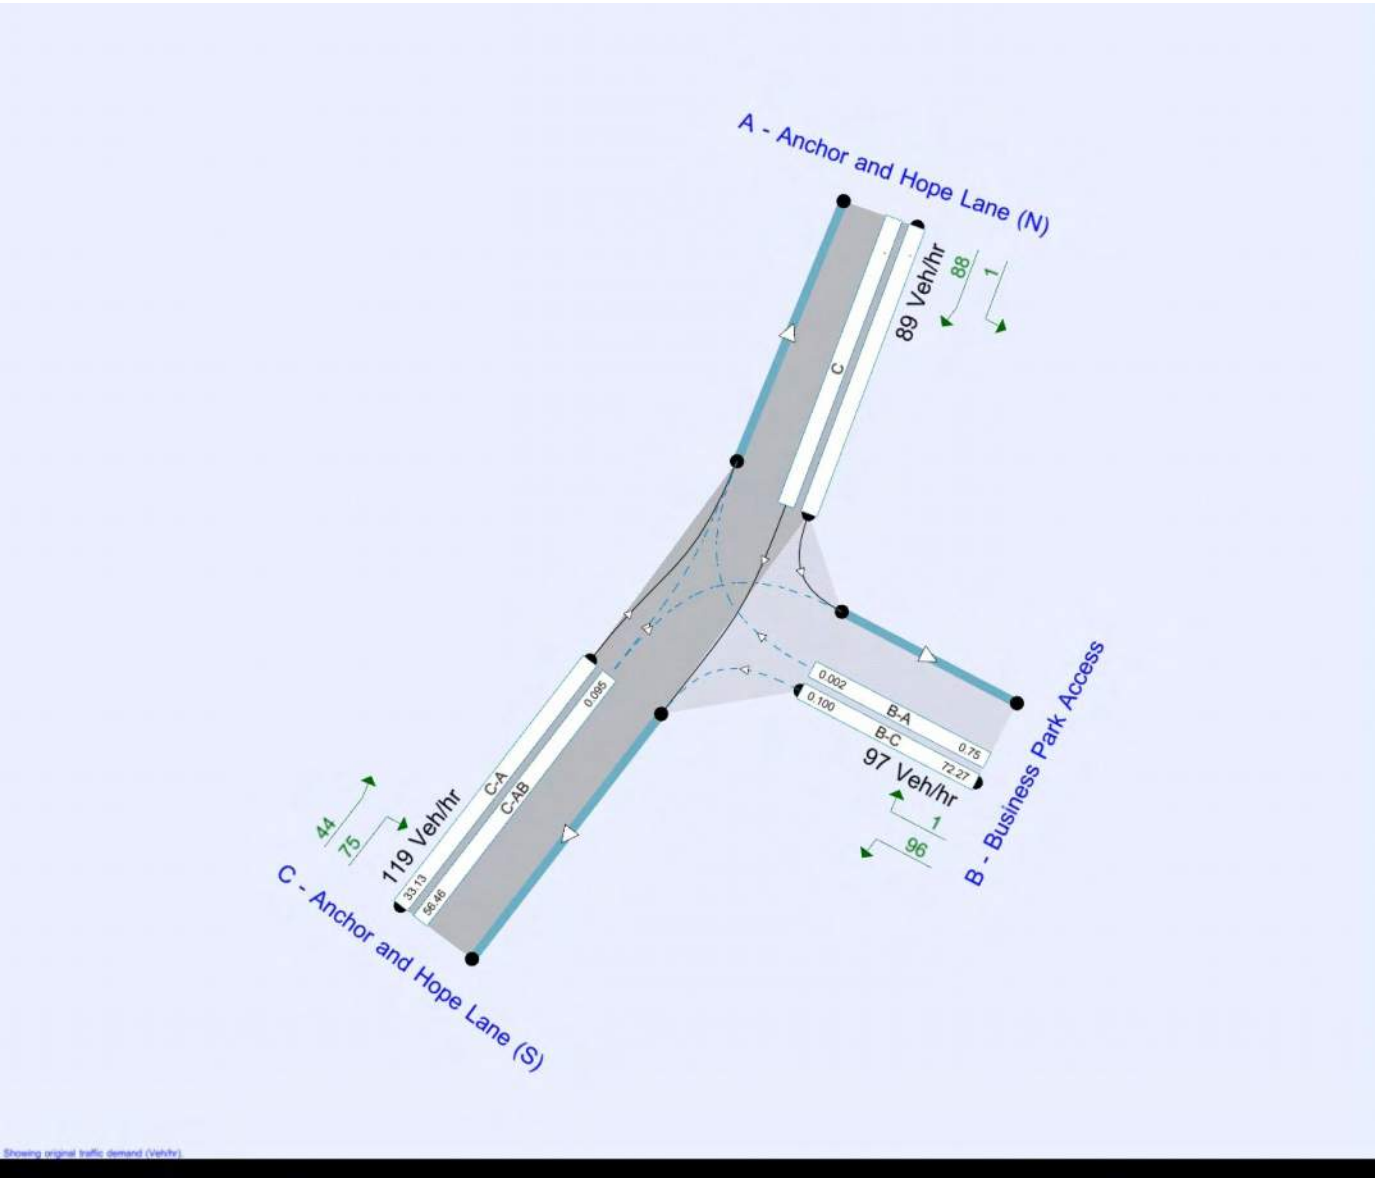 A - Anchor and Hope Lane (N)
89 Veh/hr
88
1
C
0.002
B-A
0.75
0.100
B-C
72.27
97 Veh/hr
1
96
B - Business Park Access
0.095
C-A
C-AB
33.13
56.46
119 Veh/hr
44
75
C - Anchor and Hope Lane (S)
Showing original traffic demand (Veh/hr)